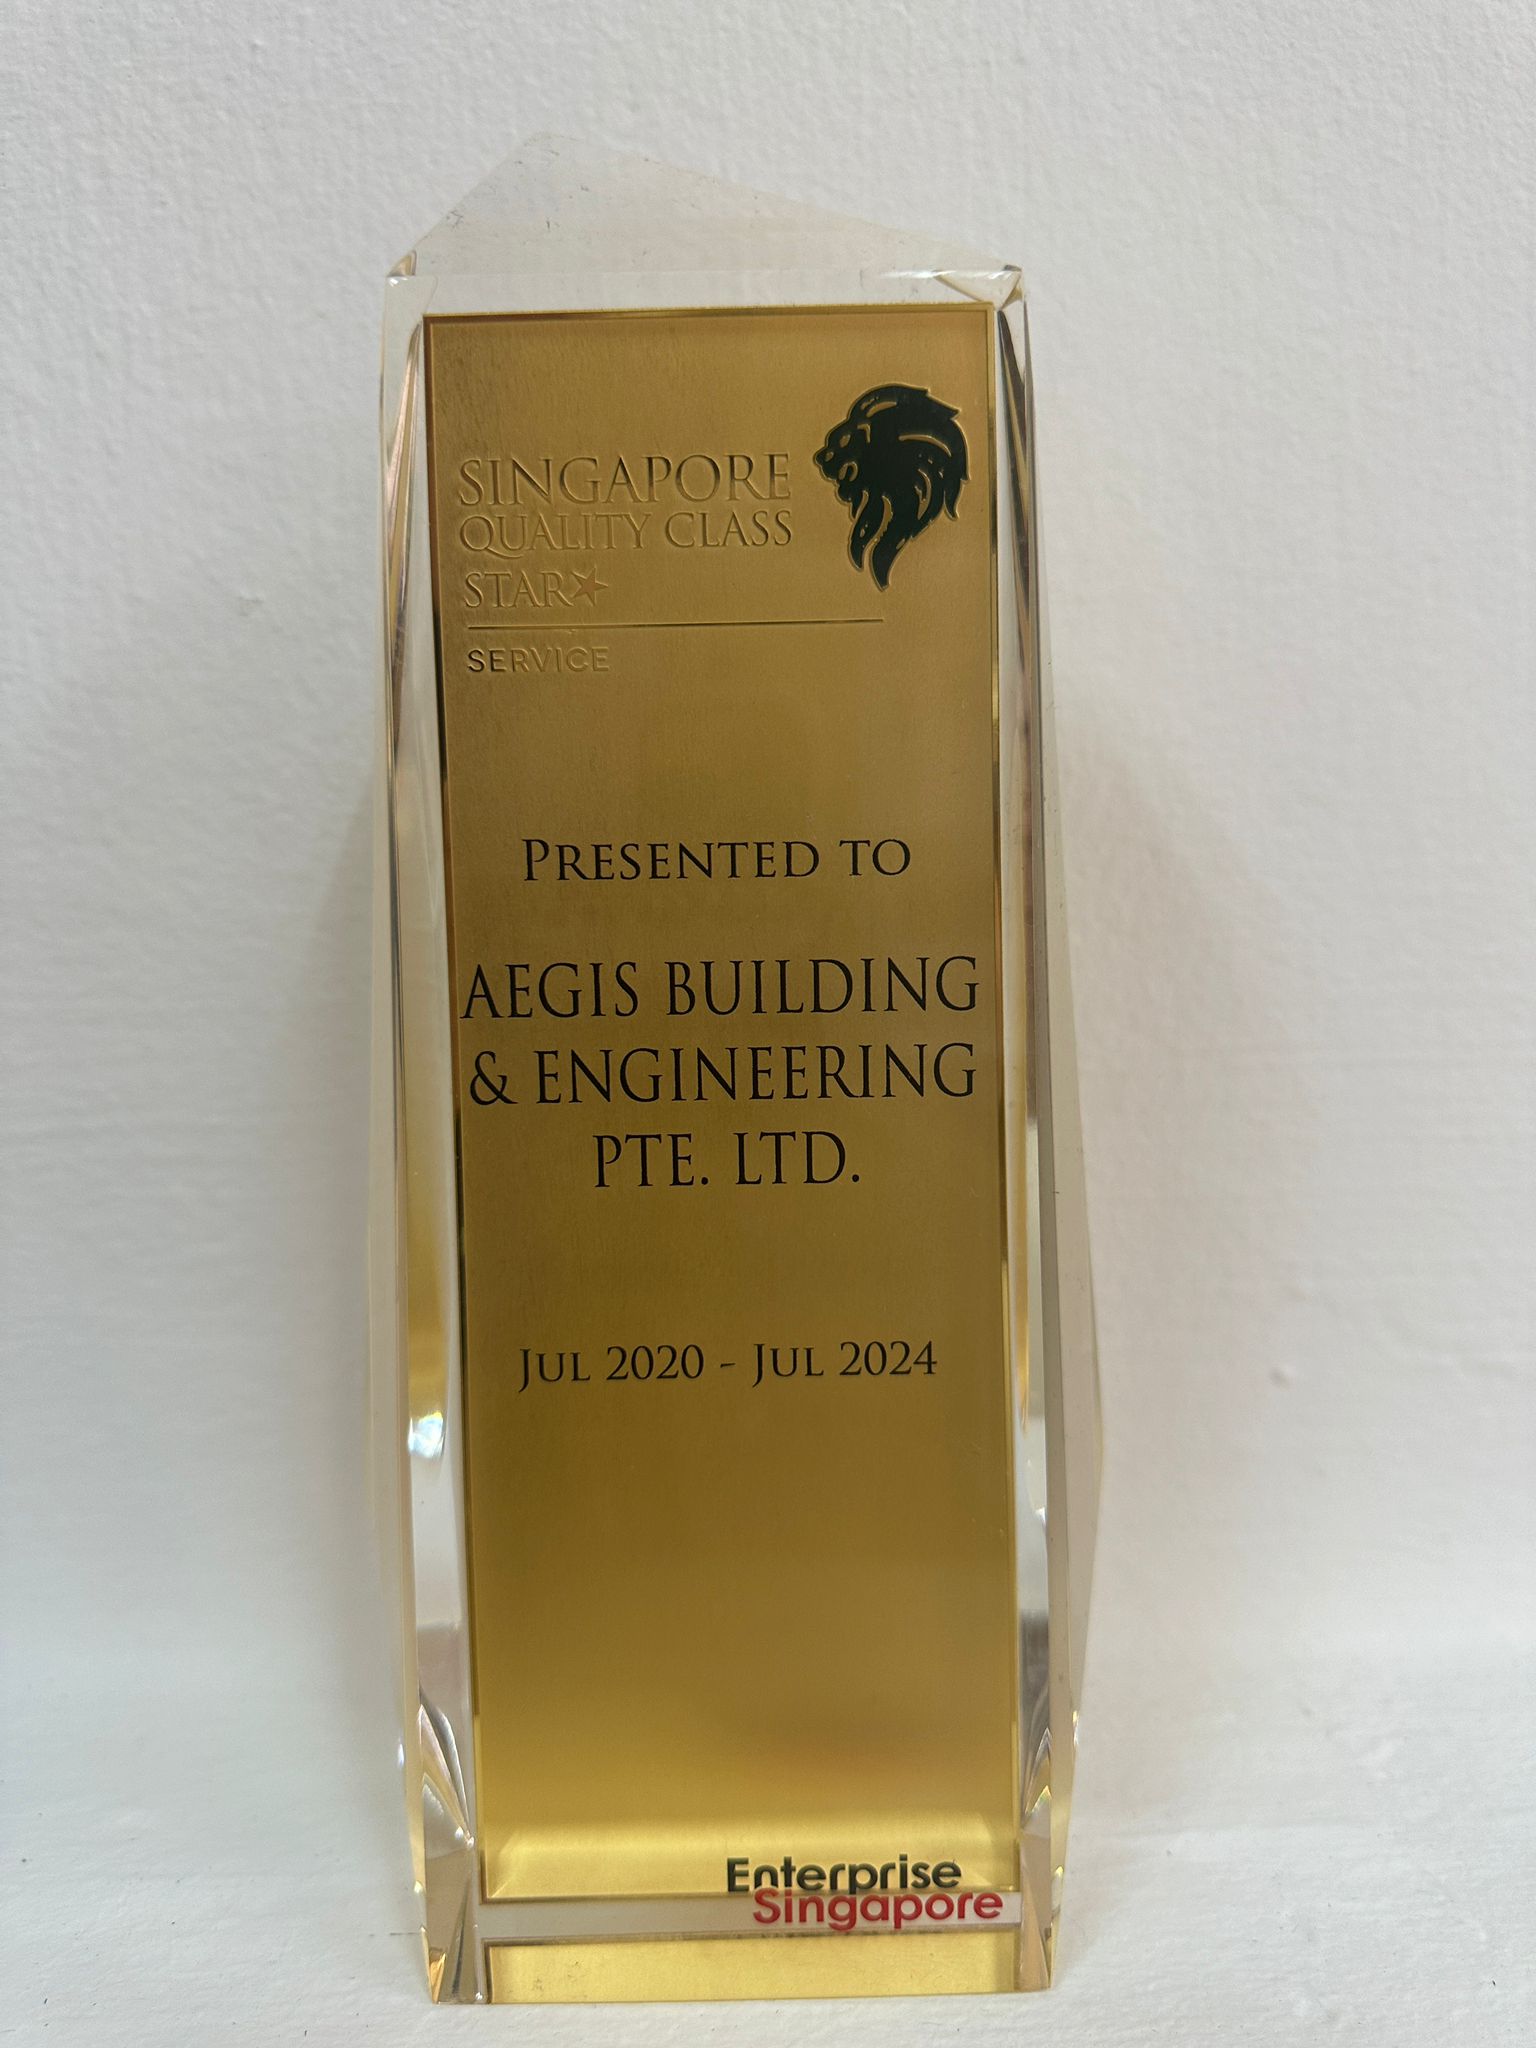 SINGAPORE
QUALITY CLASS
STAR
SERVICE
PRESENTED TO
AEGIS BUILDING
& ENGINEERING
PTE. LTD.
JUL 2020 - JUL 2024
Enterprise
Singapore